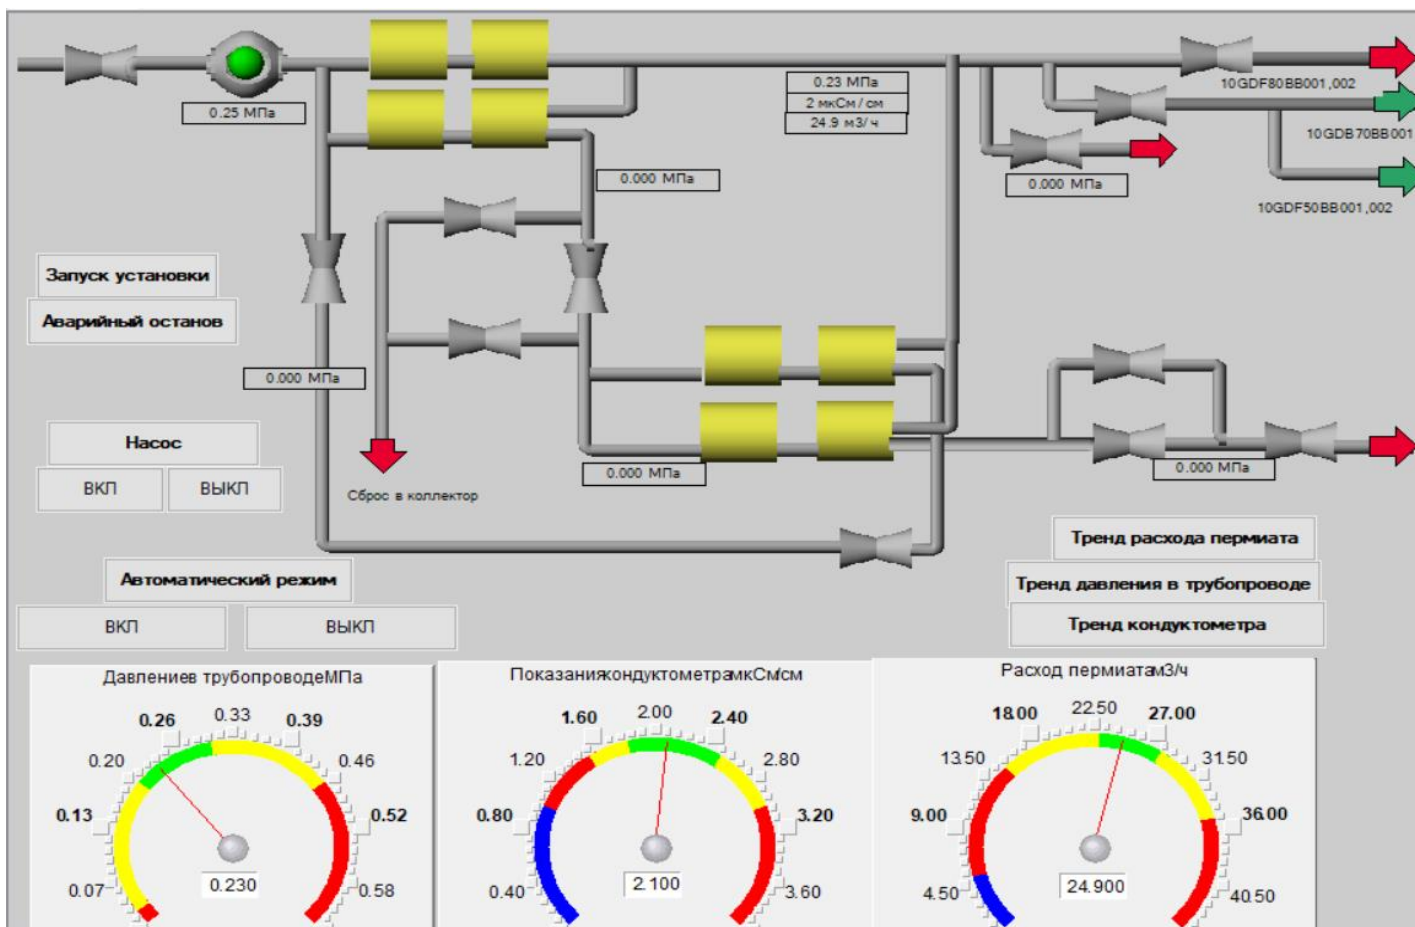 0.25 МПа
0.23 МПа
2 мкСм / см
24.9 м3/ ч
10GDF80BB001,002
10GDB70BB001
0.000 МПа
0.000 МПа
10GDF50BB001,002
Запуск установки
Аварийный останов
0.000 МПа
Насос
ВКЛ
ВЫКЛ
Сброс в коллектор
0.000 МПа
0.000 МПа
Тренд расхода пермиата
Тренд давления в трубопроводе
Тренд кондуктометра
Автоматический режим
ВКЛ
ВЫКЛ
Давлениев трубопроводеМПа
0.07
0.13
0.20
0.26
0.33
0.39
0.46
0.52
0.58
0.230
ПоказаниякондуктометрамкСм/см
0.40
0.80
1.20
1.60
2.00
2.40
2.80
3.20
3.60
2.100
Расход пермиатам3/ч
4.50
9.00
13.50
18.00
22.50
27.00
31.50
36.00
40.50
24.900